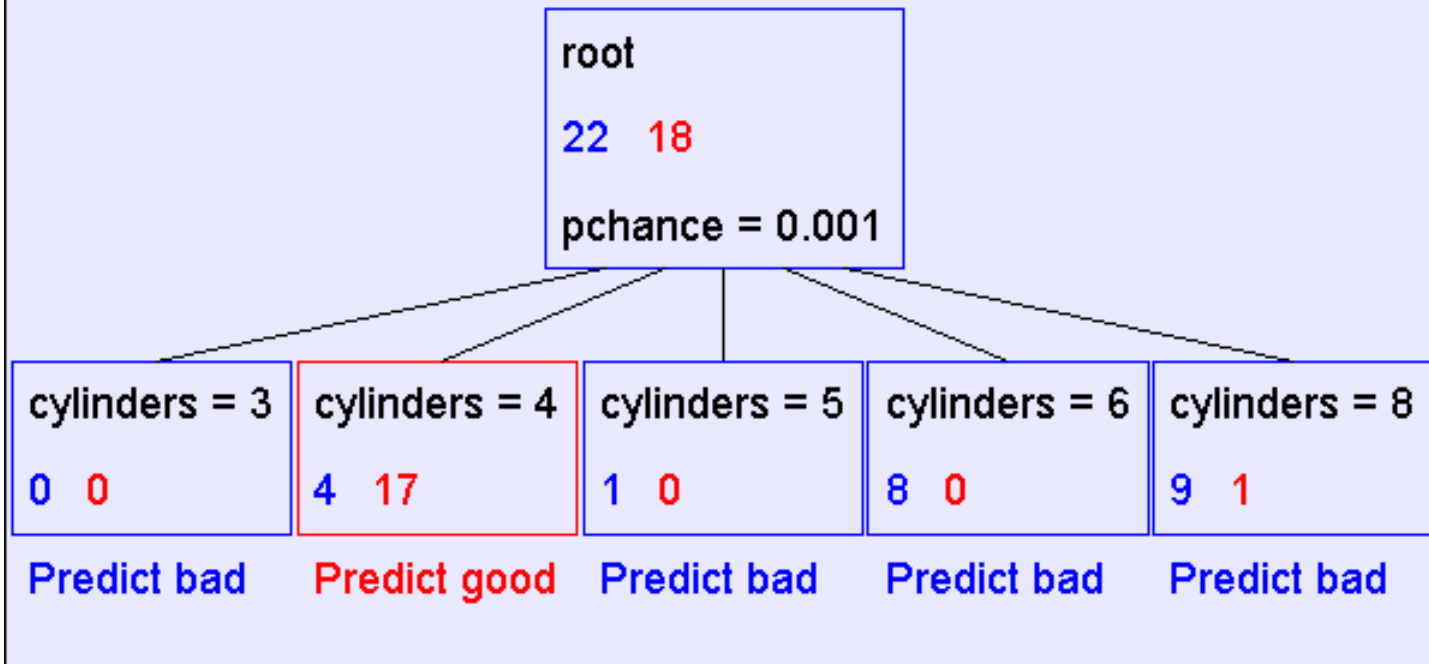 root
22 18
pchance = 0.001
cylinders = 3
0 0
Predict bad
cylinders = 4
4 17
Predict good
cylinders = 5
1 0
Predict bad
cylinders = 6
8 0
Predict bad
cylinders = 8
9 1
Predict bad